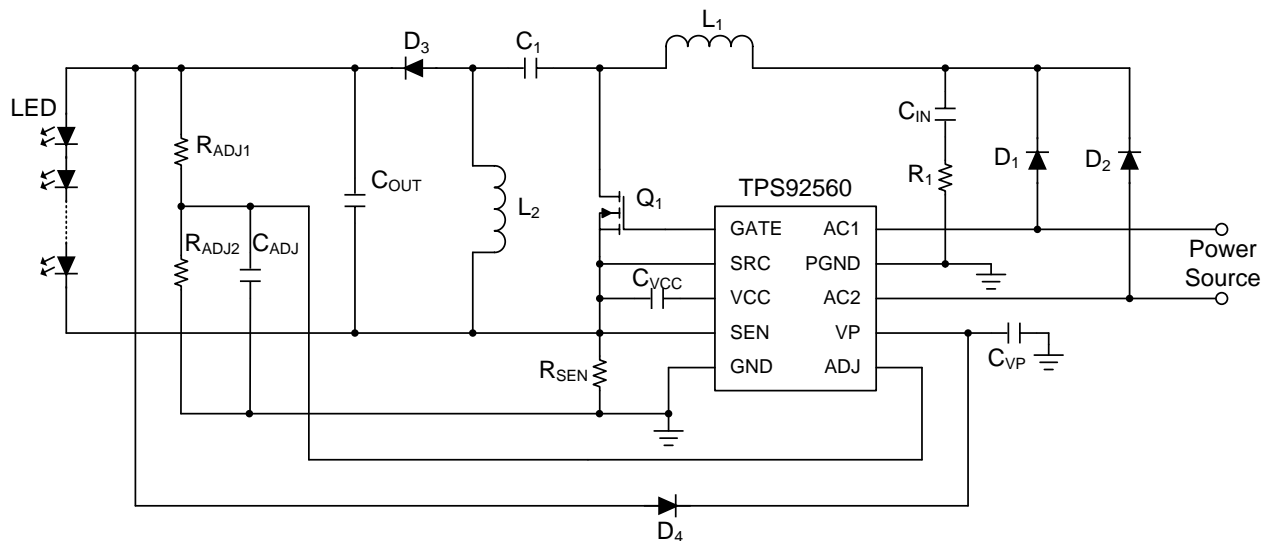 L1
D3
C1
LED
RADJ1
CIN
D1
D2
COUT
R1
L2
Q1
TPS92560
RADJ2
CADJ
GATE
AC1
SRC
PGND
Power
Source
CVCC
VCC
AC2
SEN
VP
RSEN
GND
ADJ
CVP
D4